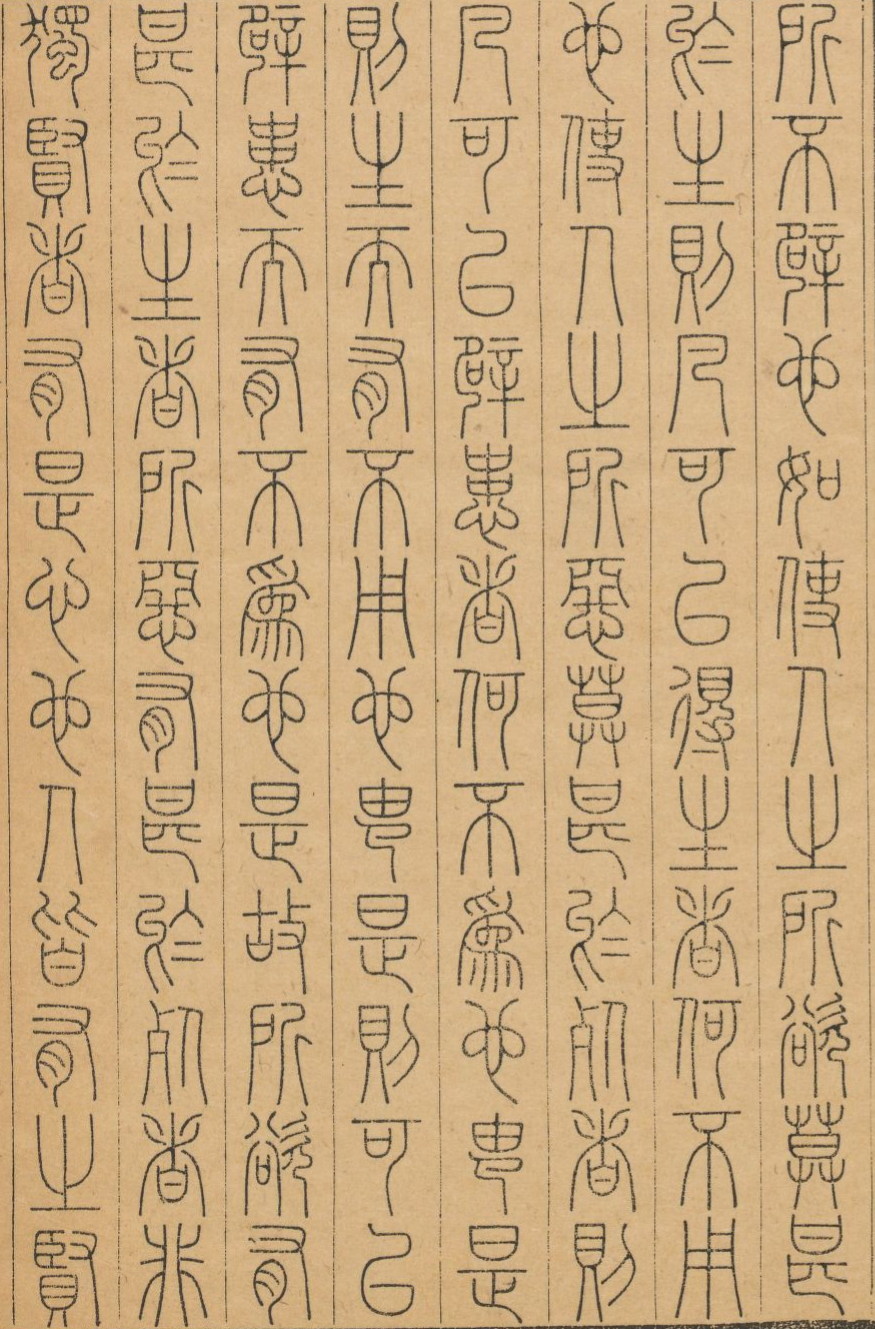 所不辟也如使人之所欲莫甚
於生則凡可以得生者何不用
也使人之所惡莫甚於死者則
凡可以辟患者何不為也由是
則生而有不用也由是則可以
辟患而有不為也是故所欲有
甚於生者所惡有甚於死者非
獨賢者有是心也人皆有之賢